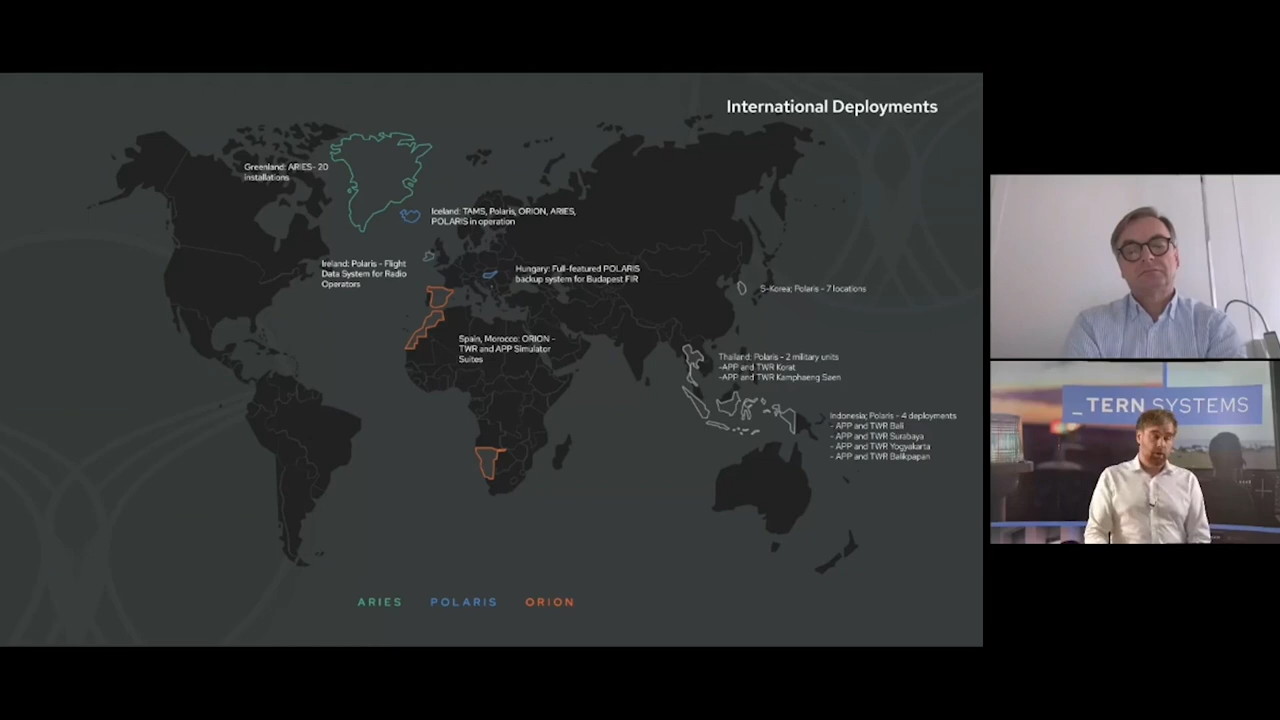 International Deployments
Greenland: ARIES- 20
installations
Iceland: TAMS, Polaris, ORION, ARIES,
POLARIS in operation
Ireland: Polaris - Flight
Data System for Radio
Operators
Hungary: Full-featured POLARIS
backup system for Budapest FIR
S-Korea; Polaris - 7 locations
Spain, Morocco: ORION -
TWR and APP Simulator
Suites
Thailand: Polaris - 2 military units
-APP and TWR Korat
-APP and TWR Kamphaeng Saen
Indonesia; Polaris - 4 deployments
- APP and TWR Bali
- APP and TWR Surabaya
- APP and TWR Yogyakarta
- APP and TWR Balikpapan
ARIES POLARIS ORION
_TERN SYSTEMS